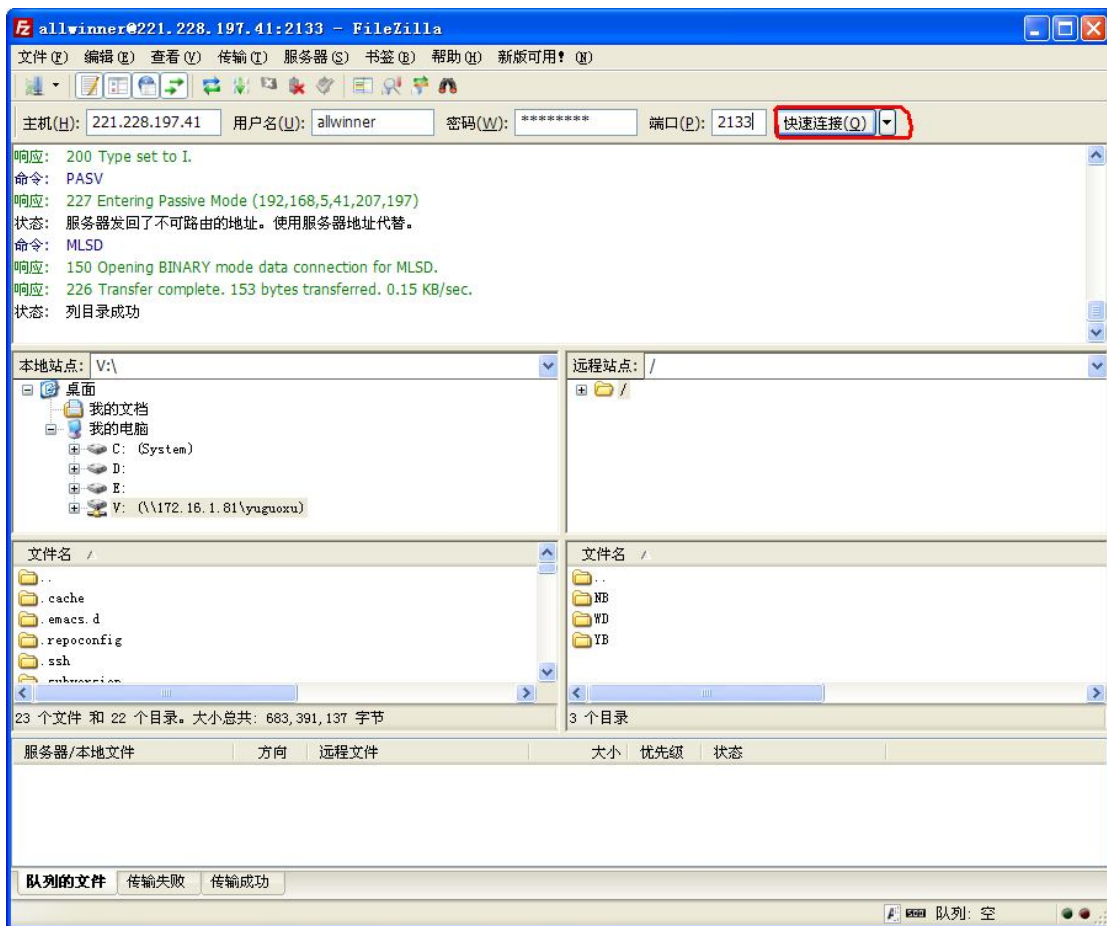 allwinner@221.228.197.41:2133 - FileZilla
文件(F) 编辑(E) 查看(V) 传输(T) 服务器(S) 书签(B) 帮助(H) 新版可用! (N)
主机(H): 221.228.197.41 用户名(U): allwinner 密码(W): ******** 端口(P): 2133 快速连接(Q)
响应: 200 Type set to I.
命令: PASV
响应: 227 Entering Passive Mode (192,168,5,41,207,197)
状态: 服务器发回了不可路由的地址。使用服务器地址代替。
命令: MLSD
响应: 150 Opening BINARY mode data connection for MLSD.
响应: 226 Transfer complete. 153 bytes transferred. 0.15 KB/sec.
状态: 列目录成功
本地站点: V:\
桌面
我的文档
我的电脑
C: (System)
D:
E:
V: (\\172.16.1.81\yuguoxu)
远程站点: /
/
文件名 /
..
.cache
.emacs.d
.repoconfig
.ssh
23 个文件 和 22 个目录。大小总共: 683,391,137 字节
文件名 /
..
NB
WD
YB
3 个目录
服务器/本地文件 方向 远程文件 大小 优先级 状态
队列的文件 传输失败 传输成功
队列: 空